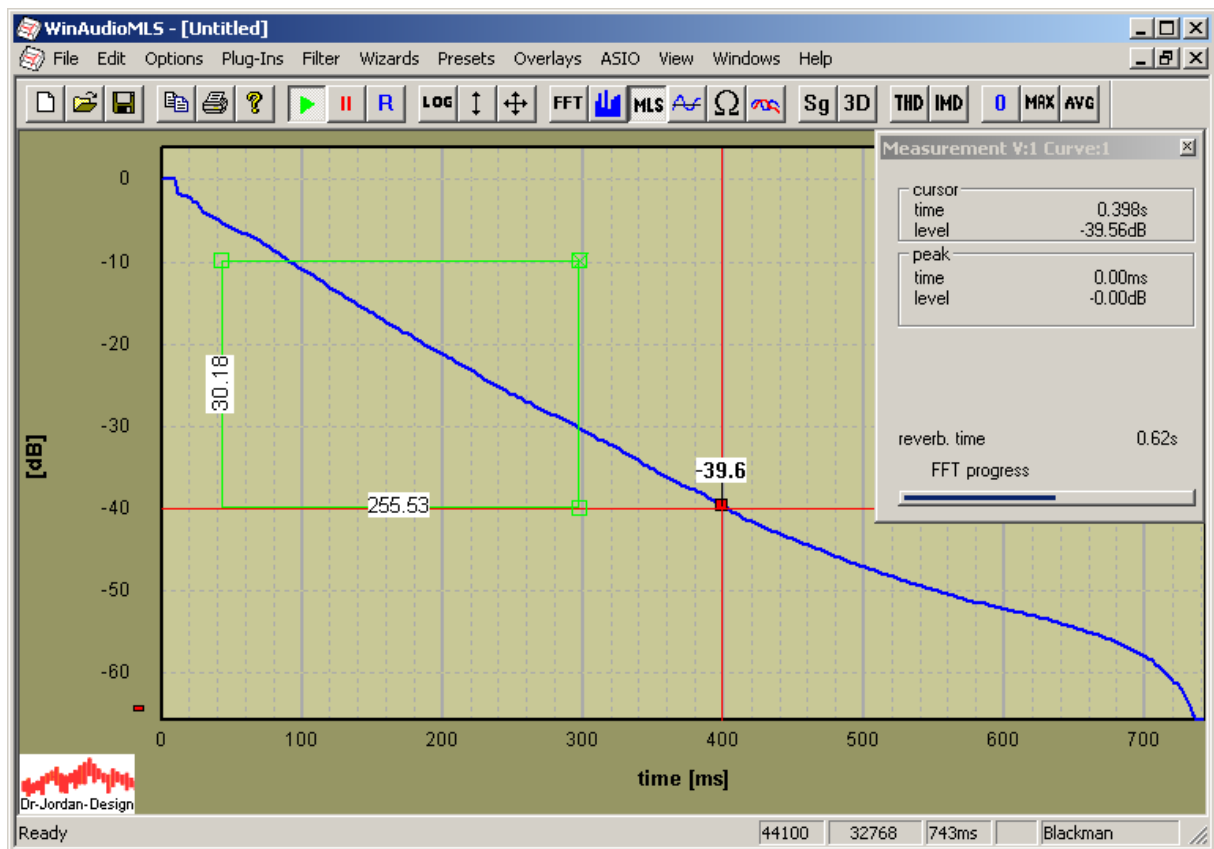 WinAudioMLS - [Untitled]
File Edit Options Plug-Ins Filter Wizards Presets Overlays ASIO View Windows Help
R LOG FFT MLS Ω Sg 3D THD IMD 0 MAX AVG
Measurement V:1 Curve:1
cursor
time 0.398s
level -39.56dB
peak
time 0.00ms
level -0.00dB
reverb. time 0.62s
FFT progress
0
-10
-20
-30
-40
-50
-60
[dB]
30.18
255.53
-39.6
0 100 200 300 400 500 600 700
time [ms]
Dr-Jordan-Design
Ready 44100 32768 743ms Blackman